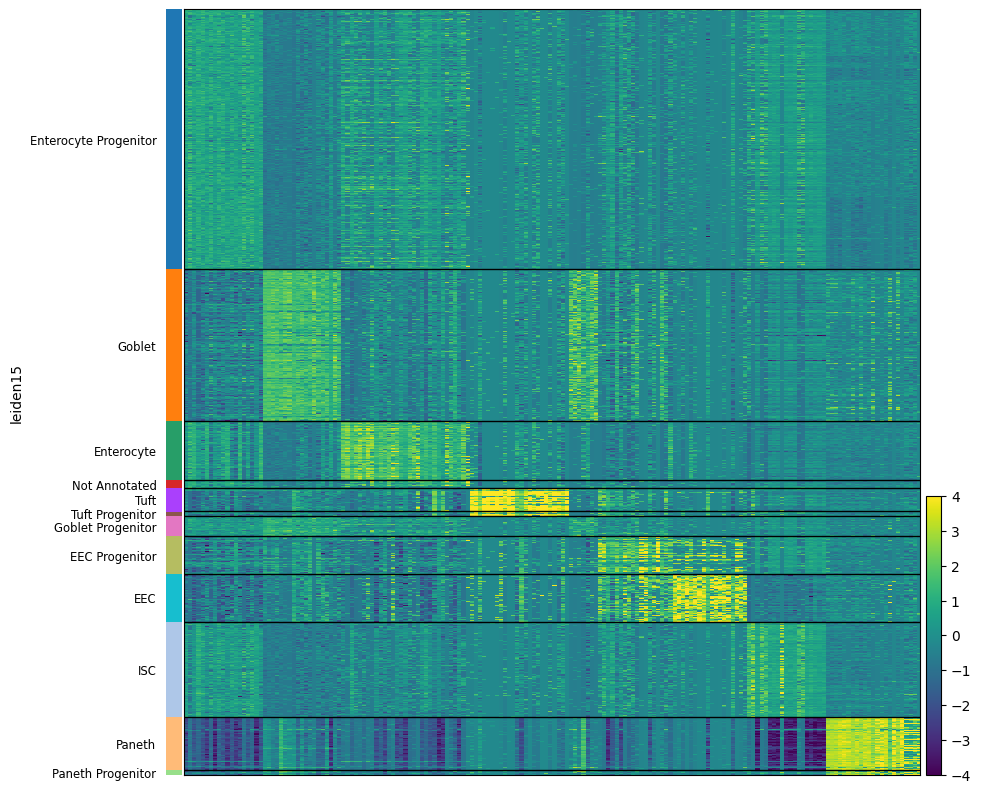 leiden15
Enterocyte Progenitor
Goblet
Enterocyte
Not Annotated
Tuft
Tuft Progenitor
Goblet Progenitor
EEC Progenitor
EEC
ISC
Paneth
Paneth Progenitor
4
3
2
1
0
−1
−2
−3
−4